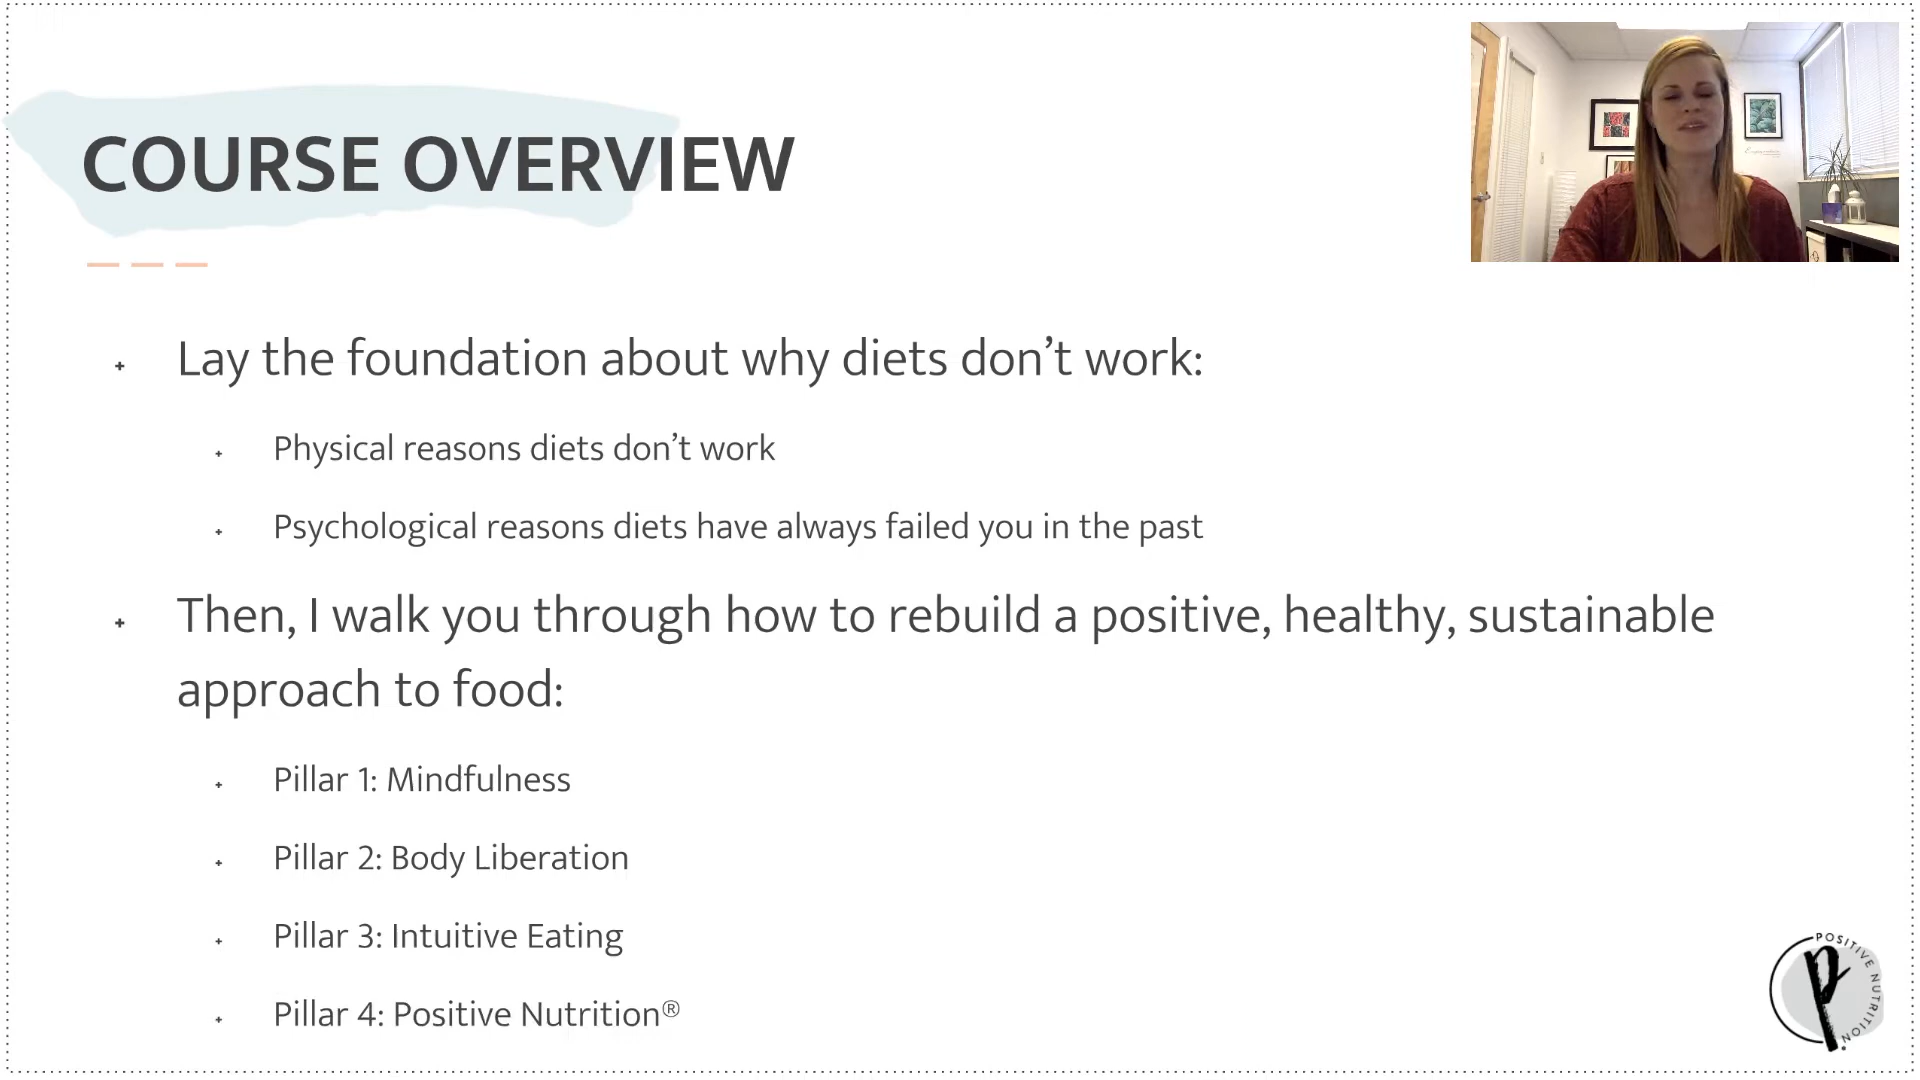 COURSE OVERVIEW
Lay the foundation about why diets don’t work:
Physical reasons diets don’t work
Psychological reasons diets have always failed you in the past
Then, I walk you through how to rebuild a positive, healthy, sustainable
approach to food:
Pillar 1: Mindfulness
Pillar 2: Body Liberation
Pillar 3: Intuitive Eating
Pillar 4: Positive Nutrition®
POSITIVE NUTRITION
P